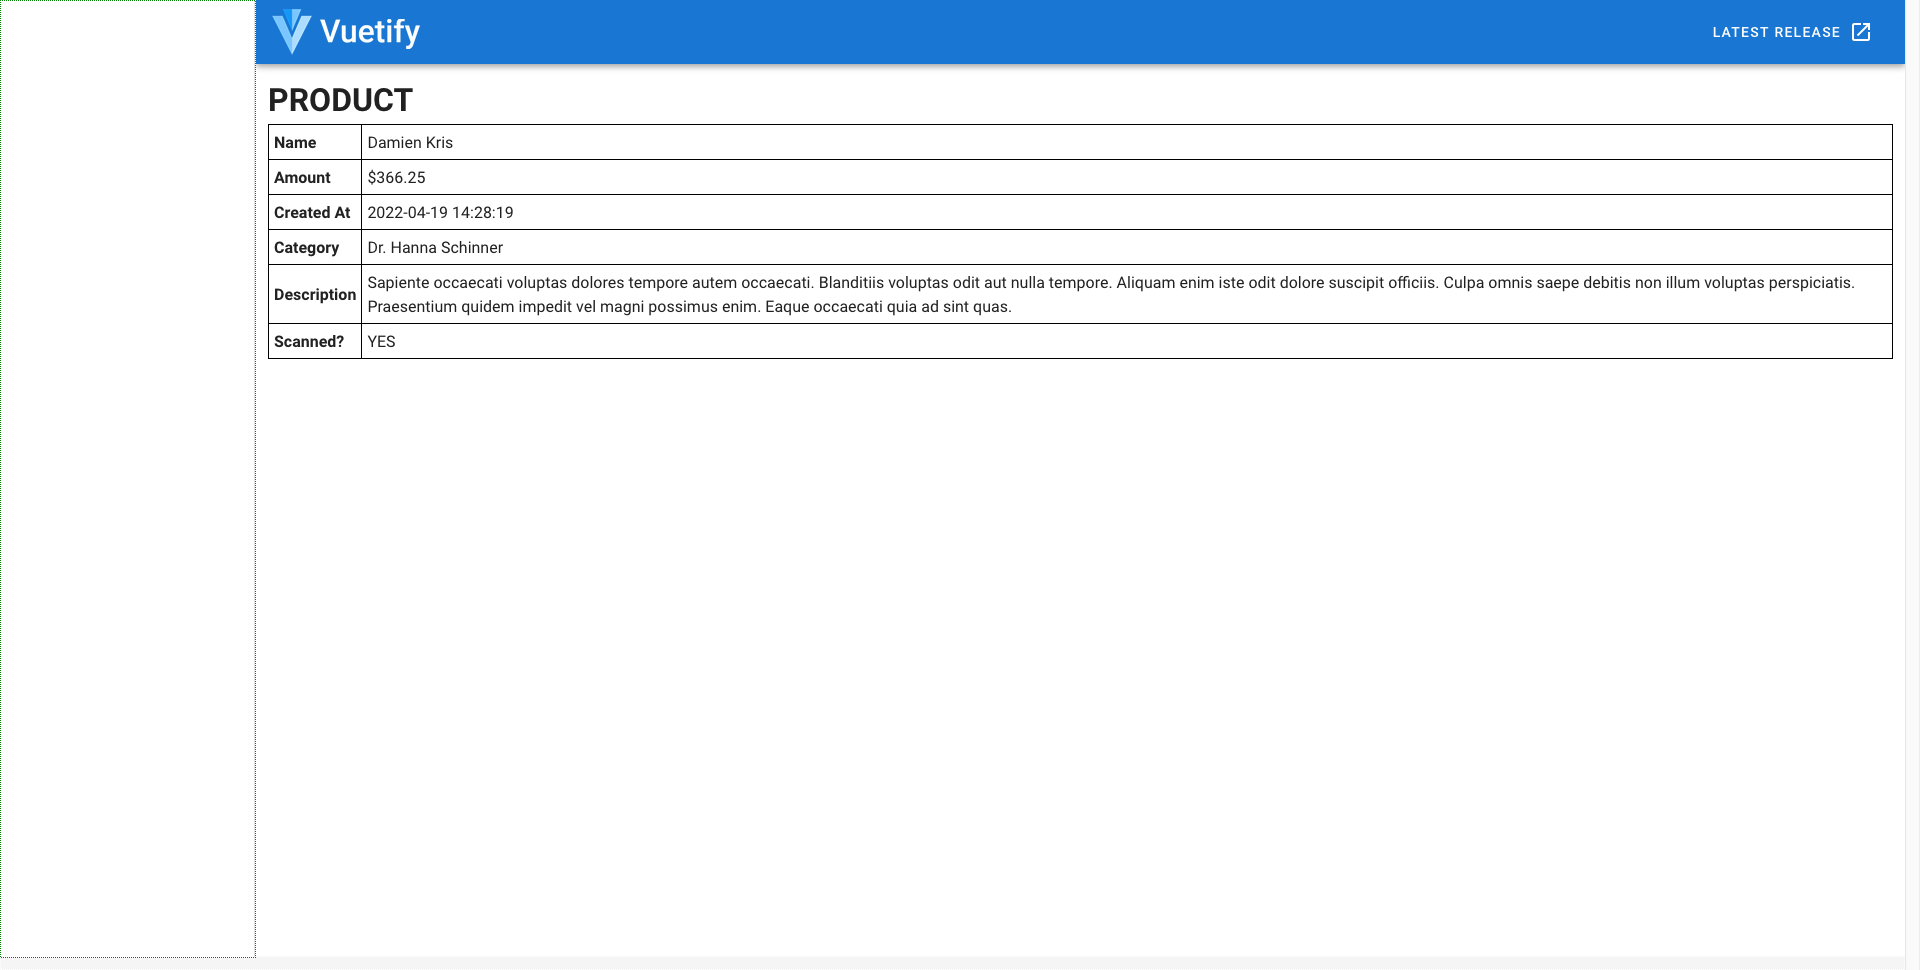 Vuetify
LATEST RELEASE
PRODUCT
Name Damien Kris
Amount $366.25
Created At 2022-04-19 14:28:19
Category Dr. Hanna Schinner
Description Sapiente occaecati voluptas dolores tempore autem occaecati. Blanditiis voluptas odit aut nulla tempore. Aliquam enim iste odit dolore suscipit officiis. Culpa omnis saepe debitis non illum voluptas perspiciatis.
Praesentium quidem impedit vel magni possimus enim. Eaque occaecati quia ad sint quas.
Scanned? YES